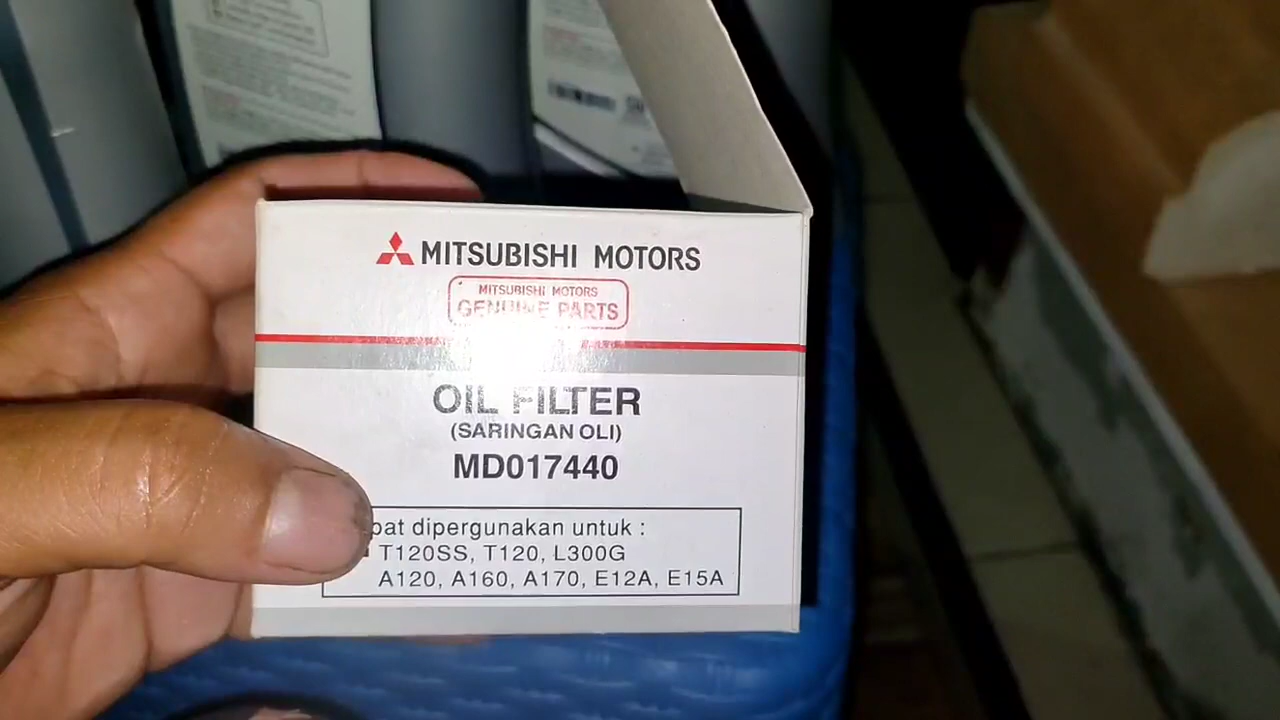 MITSUBISHI MOTORS
MITSUBISHI MOTORS
GENUINE PARTS
OIL FILTER
(SARINGAN OLI)
MD017440
dipergunakan untuk :
T120SS, T120, L300G
A120, A160, A170, E12A, E15A